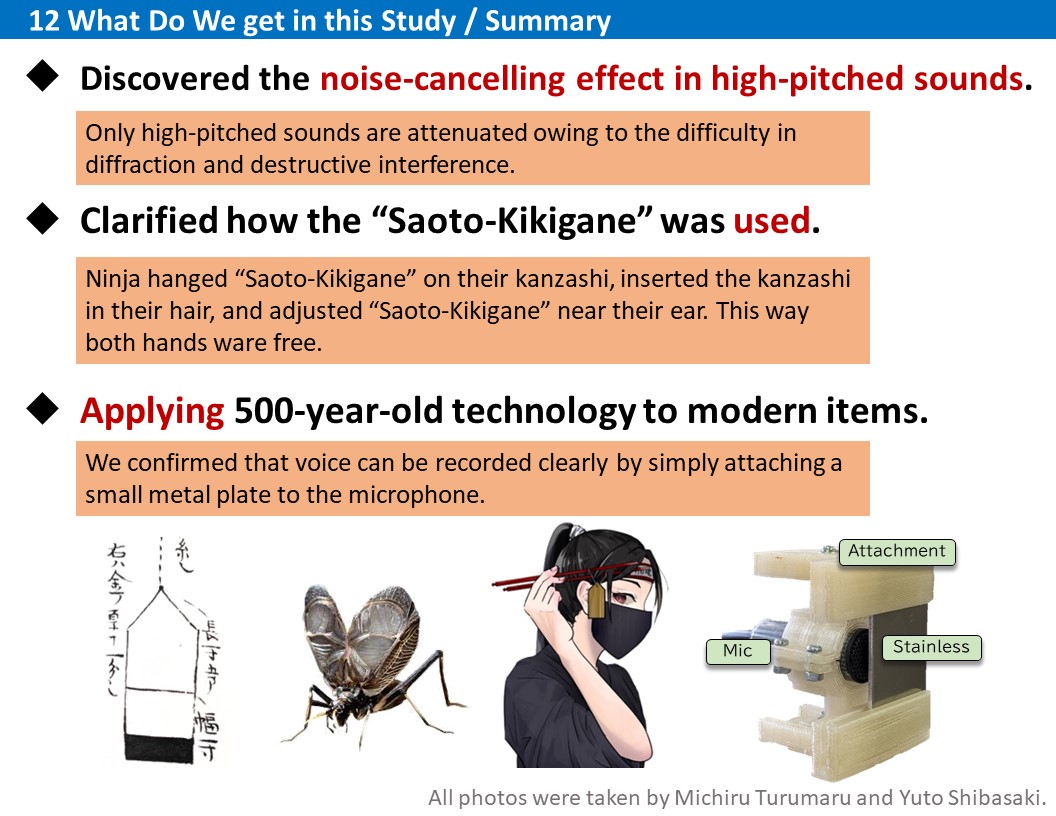 12 What Do We get in this Study / Summary
◆ Discovered the noise-cancelling effect in high-pitched sounds.
Only high-pitched sounds are attenuated owing to the difficulty in
diffraction and destructive interference.
◆ Clarified how the “Saoto-Kikigane” was used.
Ninja hanged “Saoto-Kikigane” on their kanzashi, inserted the kanzashi
in their hair, and adjusted “Saoto-Kikigane” near their ear. This way
both hands ware free.
◆ Applying 500-year-old technology to modern items.
We confirmed that voice can be recorded clearly by simply attaching a
small metal plate to the microphone.
糸
右金厚サ一分
長サ
幅一寸
Attachment
Mic
Stainless
All photos were taken by Michiru Turumaru and Yuto Shibasaki.